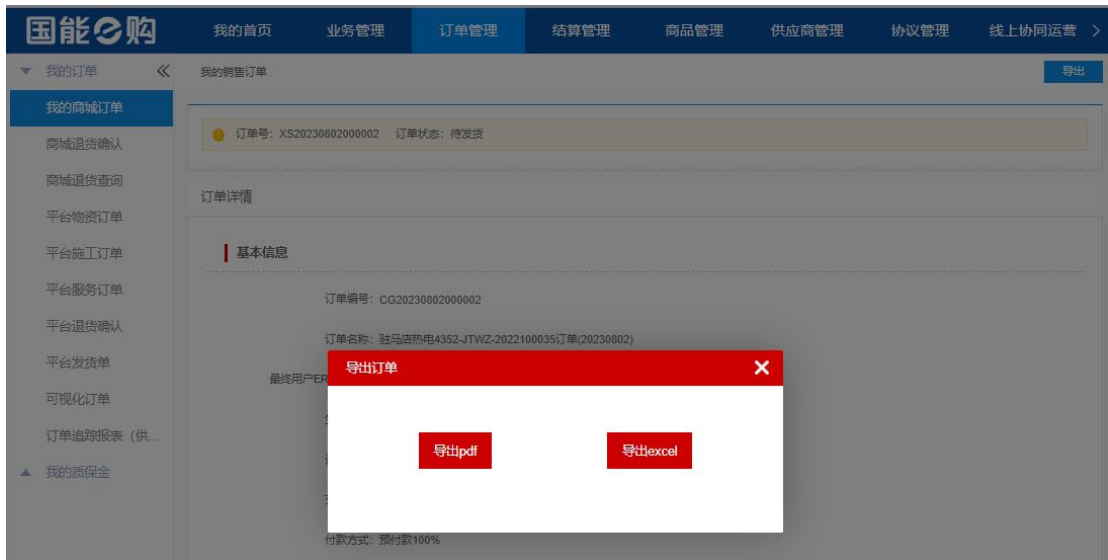 国能e购
我的首页 业务管理 订单管理 结算管理 商品管理 供应商管理 协议管理 线上协同运营 >
我的订单 «
我的销售订单 导出
我的商城订单
订单号：XS20230802000002 订单状态：待发货
商城退货确认
商城退货查询
订单详情
平台物资订单
平台施工订单
基本信息
平台服务订单
订单编号：CG20230802000002
平台退货确认
订单名称：驻马店热电4352-JTWZ-2022100035订单(20230802)
平台发货单
导出订单 ×
最终用户ER
可视化订单
订单追踪报表（供...
导出pdf 导出excel
我的质保金
付款方式：预付款100%